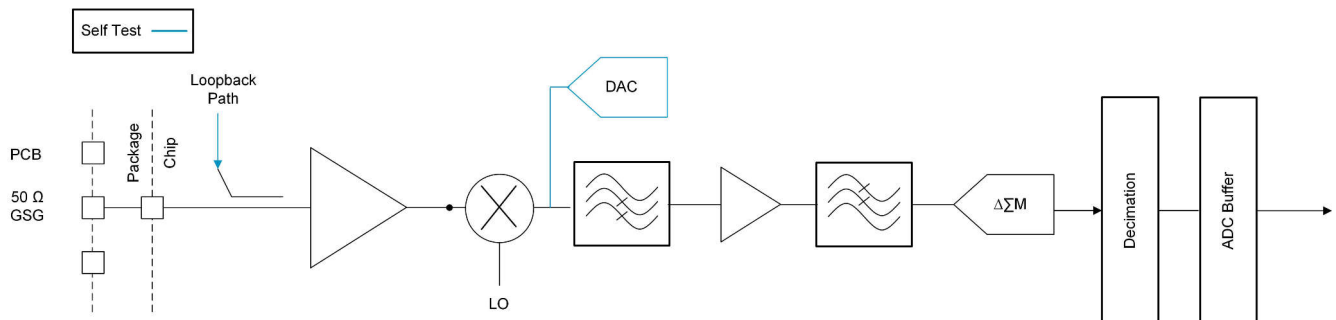 Self Test
Loopback
Path
DAC
PCB
50 Ω
GSG
Package
Chip
LO
ΔΣM
Decimation
ADC Buffer